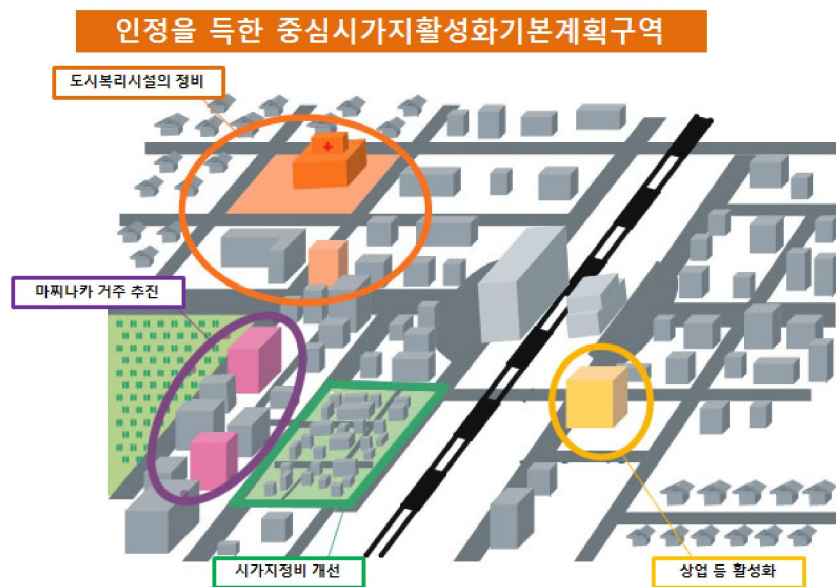 인정을 득한 중심시가지활성화기본계획구역
도시복리시설의 정비
마찌나카 거주 추진
시가지정비 개선
상업 등 활성화